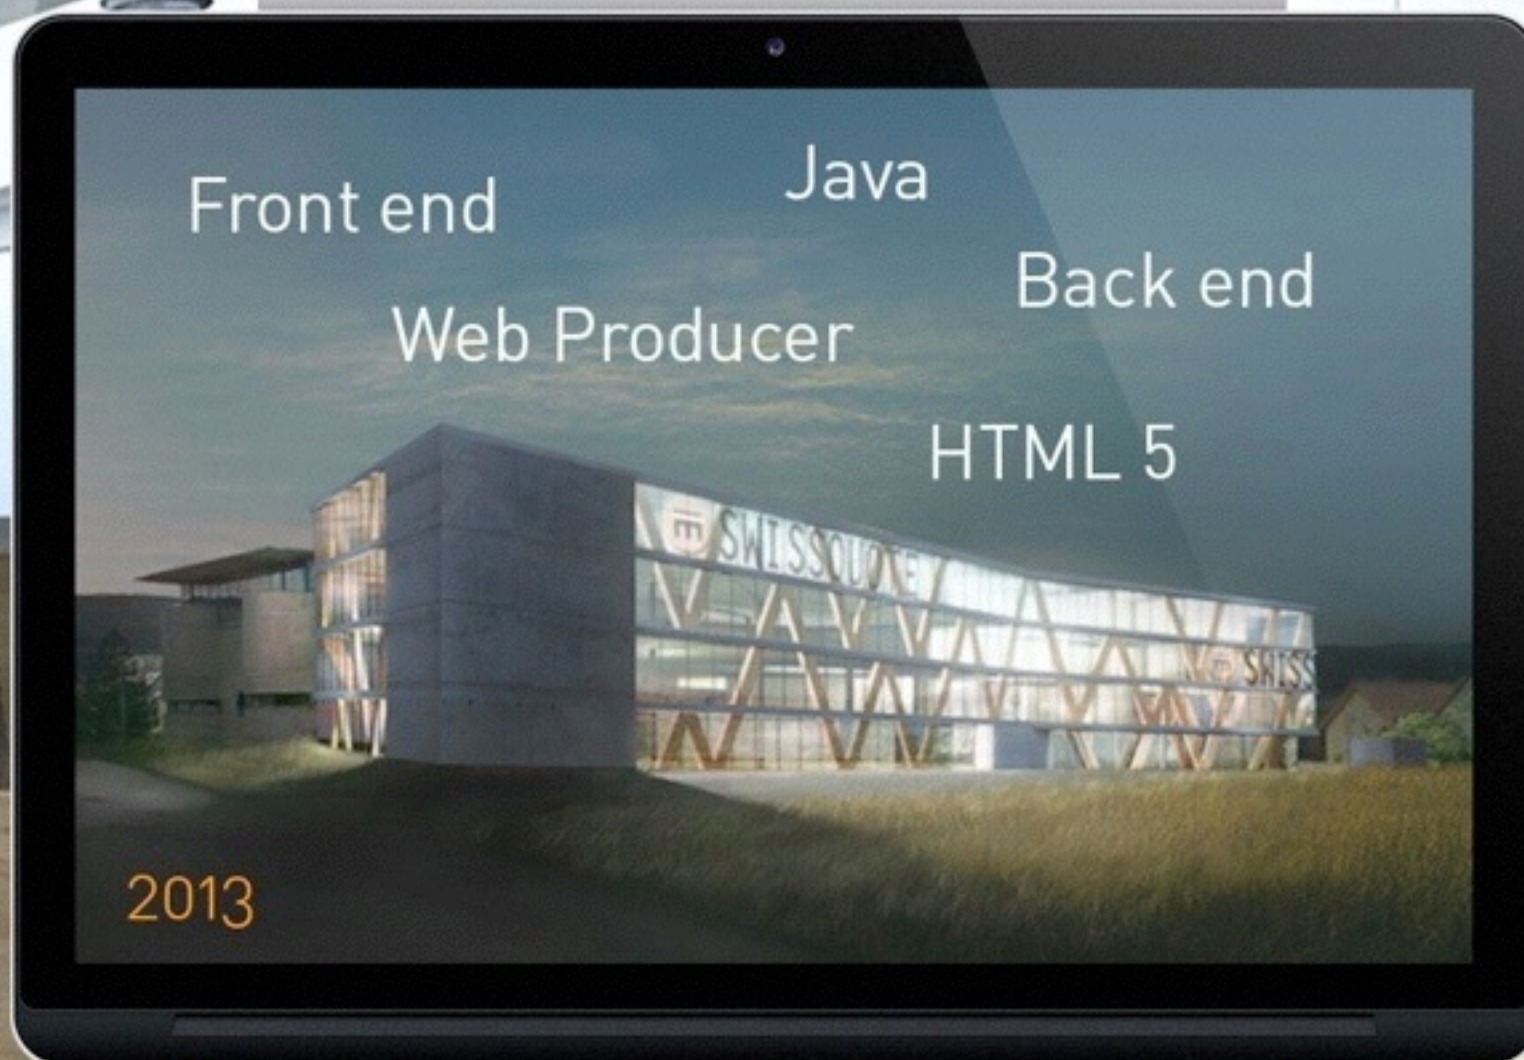 Java
Front end
Back end
Web Producer
HTML 5
SWISSQUOTE
SWISS
2013